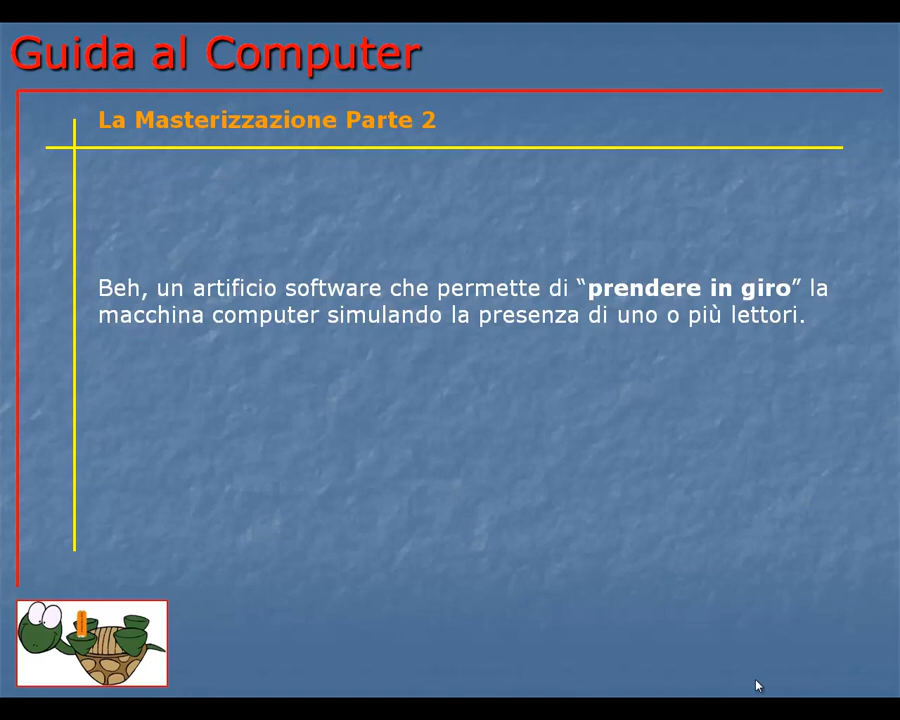 Guida al Computer
La Masterizzazione Parte 2
Beh, un artificio software che permette di “prendere in giro” la
macchina computer simulando la presenza di uno o più lettori.